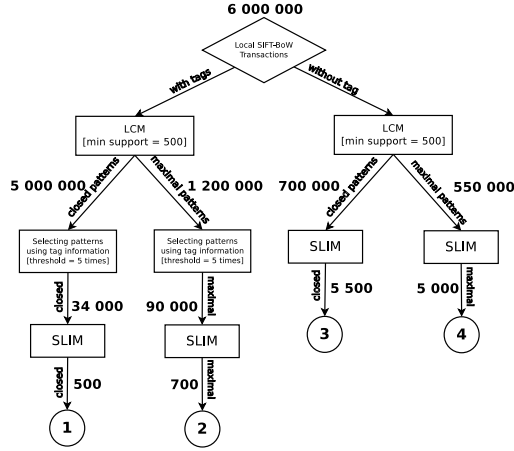 6 000 000
Local SIFT-BoW
Transactions
with tags
without tag
LCM
[min support = 500]
LCM
[min support = 500]
5 000 000
closed patterns
maximal patterns
1 200 000
700 000
closed patterns
maximal patterns
550 000
Selecting patterns
using tag information
[threshold = 5 times]
Selecting patterns
using tag information
[threshold = 5 times]
SLIM
SLIM
closed
34 000
90 000
maximal
closed
5 500
5 000
maximal
SLIM
SLIM
3
4
closed
500
700
maximal
1
2